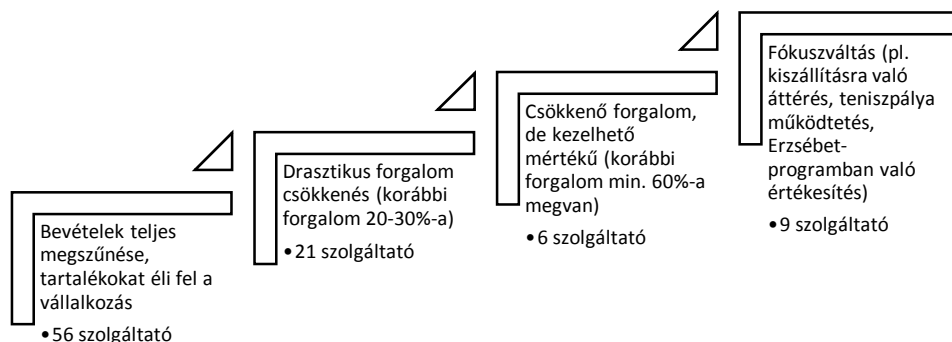 Bevételek teljes
megszűnése,
tartalékokat éli fel a
vállalkozás
•56 szolgáltató
Drasztikus forgalom
csökkenés (korábbi
forgalom 20-30%-a)
•21 szolgáltató
Csökkenő forgalom,
de kezelhető
mértékű (korábbi
forgalom min. 60%-a
megvan)
•6 szolgáltató
Fókuszváltás (pl.
kiszállításra való
áttérés, teniszpálya
működtetés,
Erzsébet-
programban való
értékesítés)
•9 szolgáltató